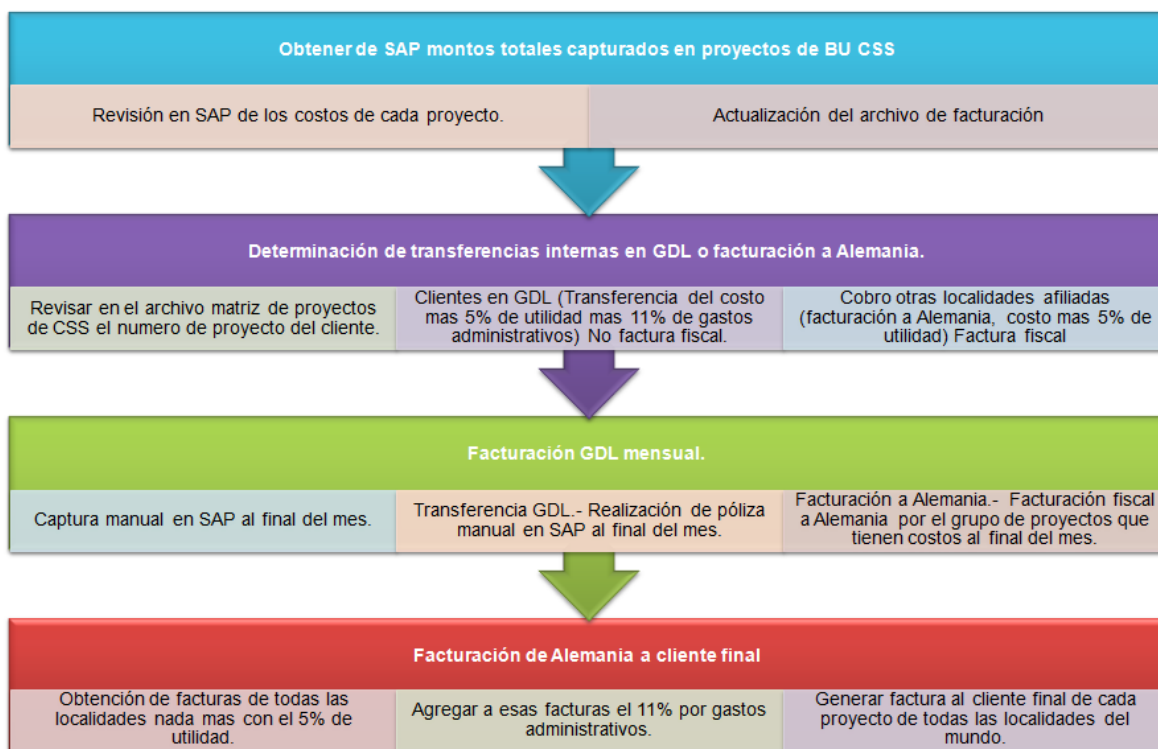 Obtener de SAP montos totales capturados en proyectos de BU CSS
Revisión en SAP de los costos de cada proyecto.
Actualización del archivo de facturación
Determinación de transferencias internas en GDL o facturación a Alemania.
Revisar en el archivo matriz de proyectos
de CSS el numero de proyecto del cliente.
Clientes en GDL (Transferencia del costo
mas 5% de utilidad mas 11% de gastos
administrativos) No factura fiscal.
Cobro otras localidades afiliadas
(facturación a Alemania, costo mas 5% de
utilidad) Factura fiscal
Facturación GDL mensual.
Captura manual en SAP al final del mes.
Transferencia GDL.- Realización de póliza
manual en SAP al final del mes.
Facturación a Alemania.- Facturación fiscal
a Alemania por el grupo de proyectos que
tienen costos al final del mes.
Facturación de Alemania a cliente final
Obtención de facturas de todas las
localidades nada mas con el 5% de
utilidad.
Agregar a esas facturas el 11% por gastos
administrativos.
Generar factura al cliente final de cada
proyecto de todas las localidades del
mundo.